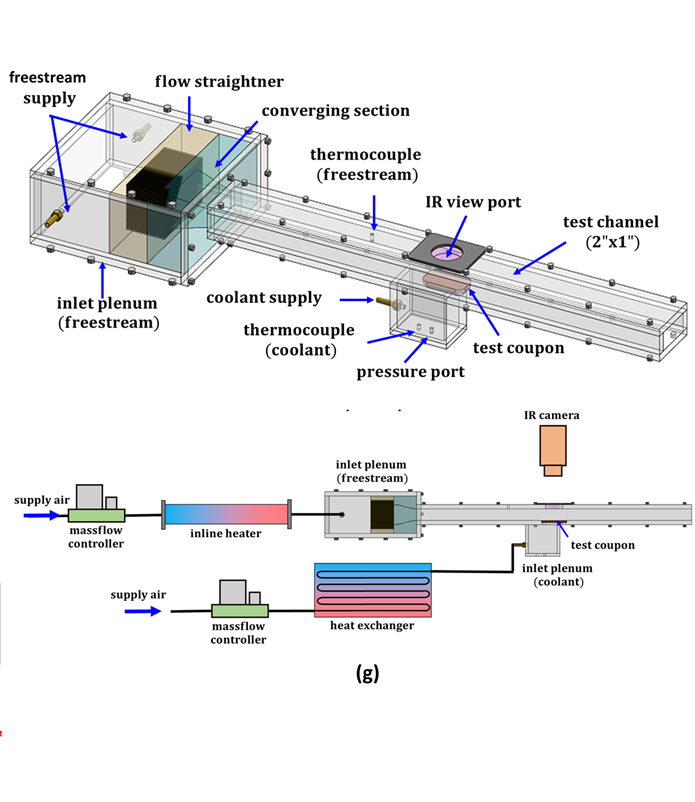 freestream
supply
flow straightner
converging section
thermocouple
(freestream)
IR view port
test channel
(2"x1")
inlet plenum
(freestream)
coolant supply
thermocouple
(coolant)
test coupon
pressure port
IR camera
inlet plenum
(freestream)
supply air
massflow
controller
inline heater
test coupon
inlet plenum
(coolant)
supply air
massflow
controller
heat exchanger
(g)
t